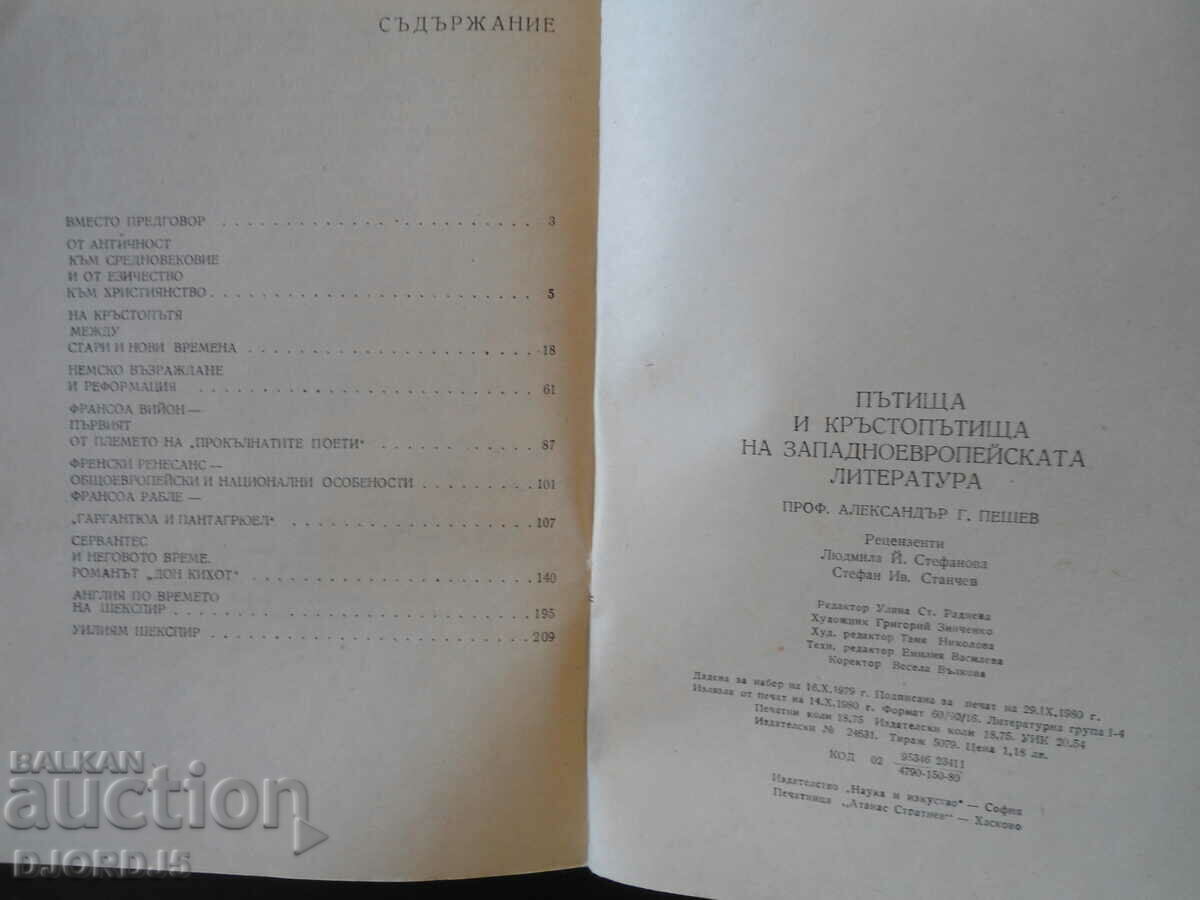 СЪДЪРЖАНИЕ
ВМЕСТО ПРЕДГОВОР 3
ОТ АНТИЧНОСТ
КЪМ СРЕДНОВЕКОВИЕ
И ОТ ЕЗИЧЕСТВО
КЪМ ХРИСТИЯНСТВО 5
НА КРЪСТОПЪТЯ
МЕЖДУ
СТАРИ И НОВИ ВРЕМЕНА 18
НЕМСКО ВЪЗРАЖДАНЕ
И РЕФОРМАЦИЯ 61
ФРАНСОА ВИЙОН —
ПЪРВИЯТ
ОТ ПЛЕМЕТО НА „ПРОКЪЛНАТИТЕ ПОЕТИ“ 87
ФРЕНСКИ РЕНЕСАНС —
ОБЩОЕВРОПЕЙСКИ И НАЦИОНАЛНИ ОСОБЕНОСТИ 101
ФРАНСОА РАБЛЕ —
„ГАРГАНТЮА И ПАНТАГРЮЕЛ“ 107
СЕРВАНТЕС
И НЕГОВОТО ВРЕМЕ.
РОМАНЪТ „ДОН КИХОТ“ 140
АНГЛИЯ ПО ВРЕМЕТО
НА ШЕКСПИР 195
УИЛИЯМ ШЕКСПИР 209
ПЪТИЩА
И КРЪСТОПЪТИЩА
НА ЗАПАДНОЕВРОПЕЙСКАТА
ЛИТЕРАТУРА
ПРОФ. АЛЕКСАНДЪР Г. ПЕШЕВ
Рецензенти
Людмила Й. Стефанова
Стефан Ив. Станчев
Редактор Улина Ст. Раднева
Художник Григорий Зинченко
Худ. редактор Таня Николова
Техн. редактор Емилия Василева
Коректор Весела Вълкова
Дадена за набор на 16.X.1979 г. Подписана за печат на 29.IX.1980 г.
Излязла от печат на 14.X.1980 г. Формат 60/90/16. Литературна група I-4
Печатни коли 18,75 Издателски коли 18,75. УИК 20.54
Издателски № 24631. Тираж 5079. Цена 1,18 лв.
КОД 02 95346 23411
4790-150-80
Издателство „Наука и изкуство“ — София
Печатница „Атанас Стратиев“ — Хасково
BALKAN
auction
DJORDJ5